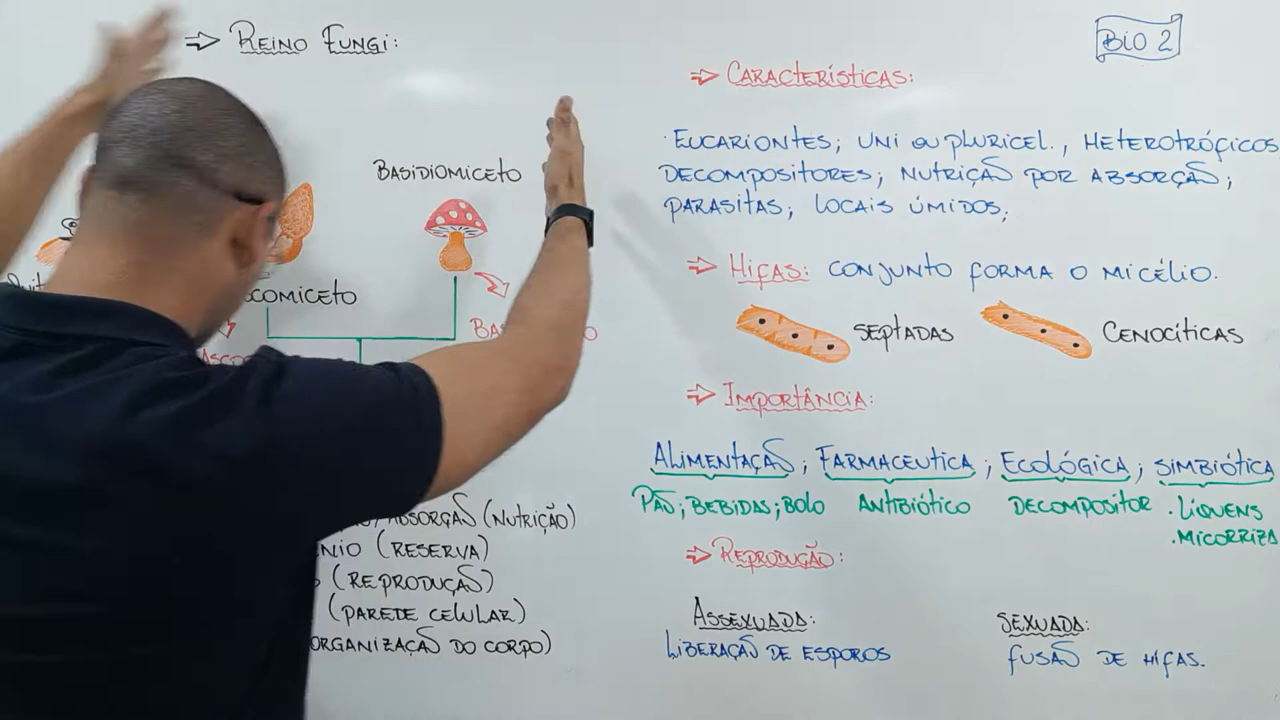 ⇒ Reino Fungi:
Basidiomiceto
(nutrição)
(reserva)
(reprodução)
(parede celular)
organização do corpo)
Bio 2
⇒ Características:
· Eucariontes; uni ou pluricel., heterotróficos
decompositores; nutrição por absorção;
parasitas; locais úmidos;
⇒ Hifas: conjunto forma o micélio.
septadas
cenocíticas
⇒ Importância:
Alimentação; Farmaceutica; Ecológica; simbiótica
Pão; bebidas; bolo antibiótico decompositor · líquens
· micorriza
⇒ Reprodução:
Assexuada: sexuada:
liberação de esporos fusão de hifas.